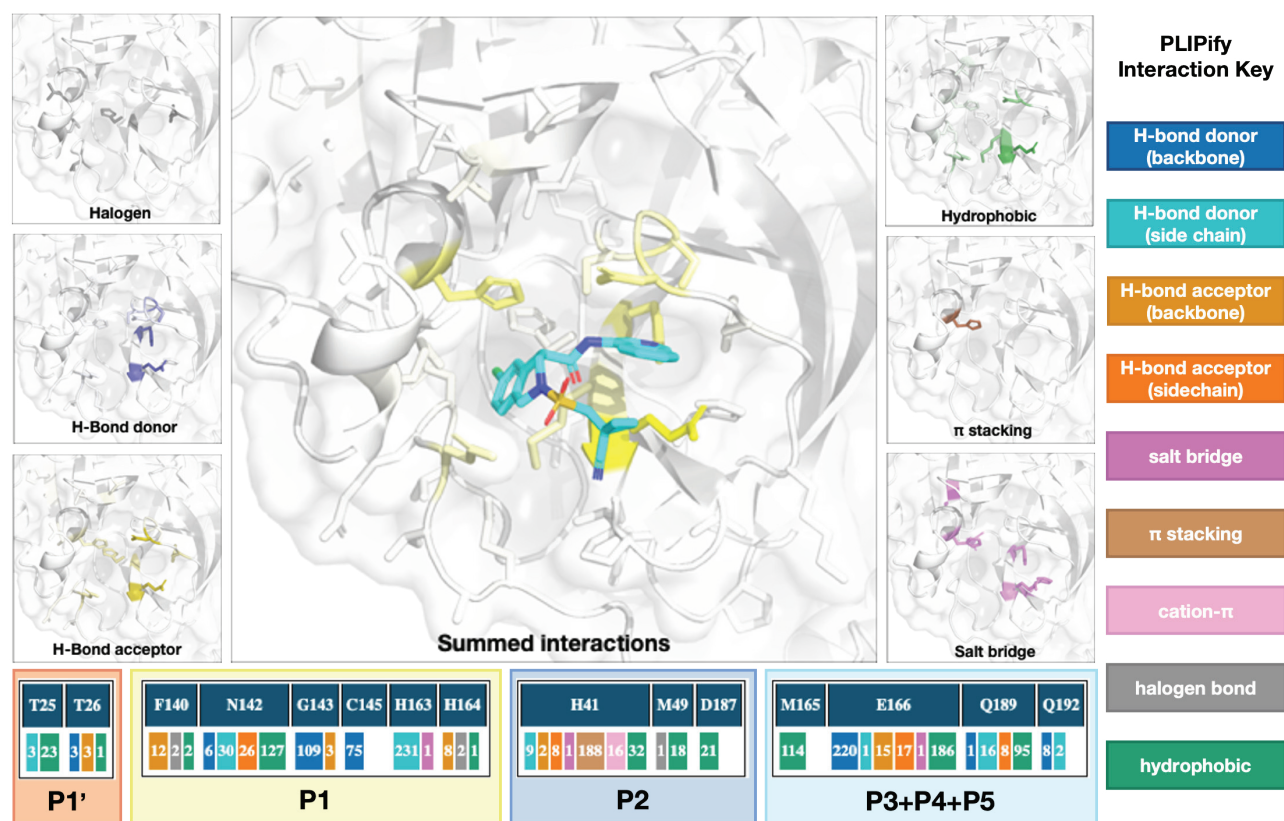 Halogen
H-Bond donor
H-Bond acceptor
Summed interactions
Hydrophobic
π stacking
Salt bridge
PLIPify
Interaction Key
H-bond donor
(backbone)
H-bond donor
(side chain)
H-bond acceptor
(backbone)
H-bond acceptor
(sidechain)
salt bridge
π stacking
cation-π
halogen bond
hydrophobic
T25 T26
3 23 3 3 1
P1’
F140 N142 G143 C145 H163 H164
12 2 2 6 30 26 127 109 3 75 231 1 8 2 1
P1
H41 M49 D187
9 2 8 1 188 16 32 1 18 21
P2
M165 E166 Q189 Q192
114 220 1 15 17 1 186 1 16 8 95 8 2
P3+P4+P5